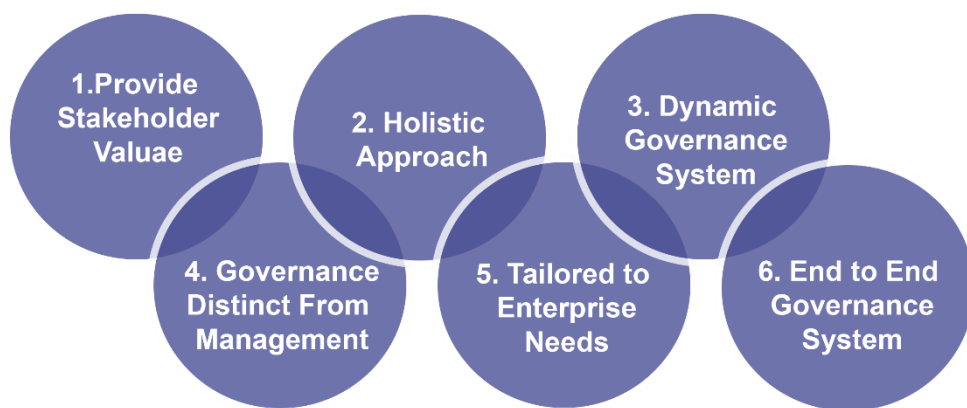 1.Provide
Stakeholder
Valuae
2. Holistic
Approach
3. Dynamic
Governance
System
4. Governance
Distinct From
Management
5. Tailored to
Enterprise
Needs
6. End to End
Governance
System